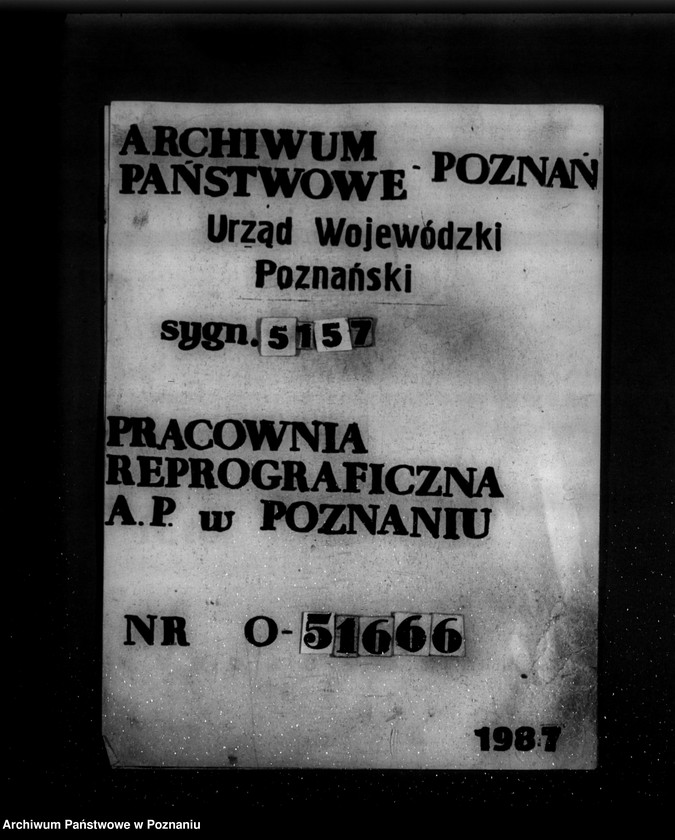 ARCHIWUM
PAŃSTWOWE - POZNAŃ
Urząd Wojewódzki
Poznański
sygn. 5157
PRACOWNIA
REPROGRAFICZNA
A.P. w POZNANIU
NR O-51666
1987
Archiwum Państwowe w Poznaniu